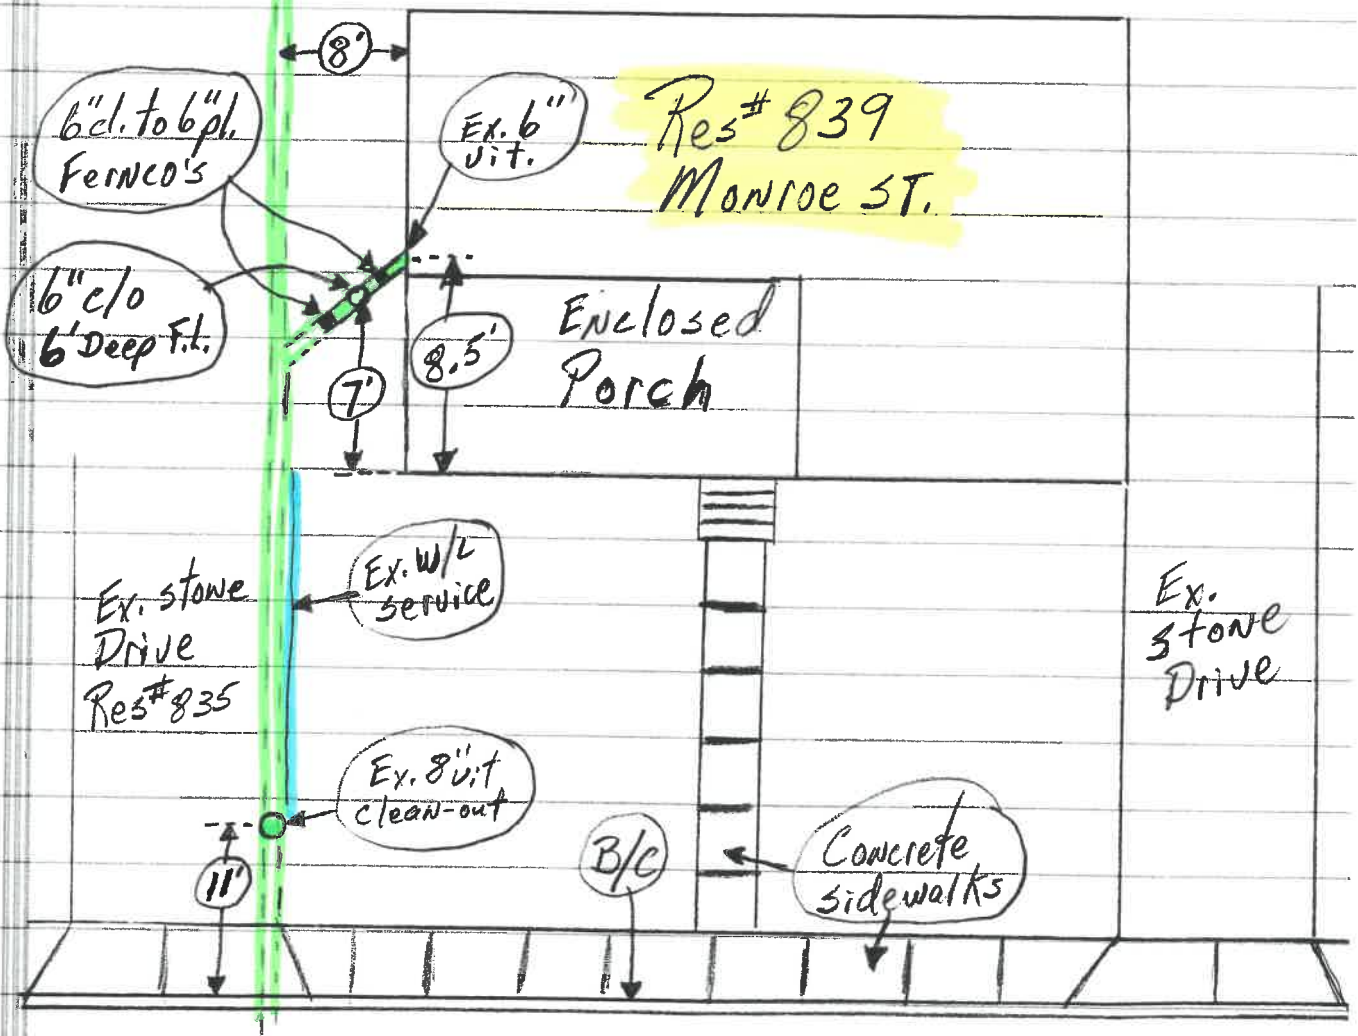 8'
6"cl. to 6"pl.
FerNCO'S
Ex. 6"
vit.
Res# 839
MONroe ST.
6" c/o
6' Deep F.L.
7'
8.5'
ENclosed
Porch
Ex. W/L
service
Ex. stone
Drive
Res# 835
Ex.
stone
Drive
Ex. 8" vit
cleaN-out
11'
B/C
CoNcrete
sidewalks